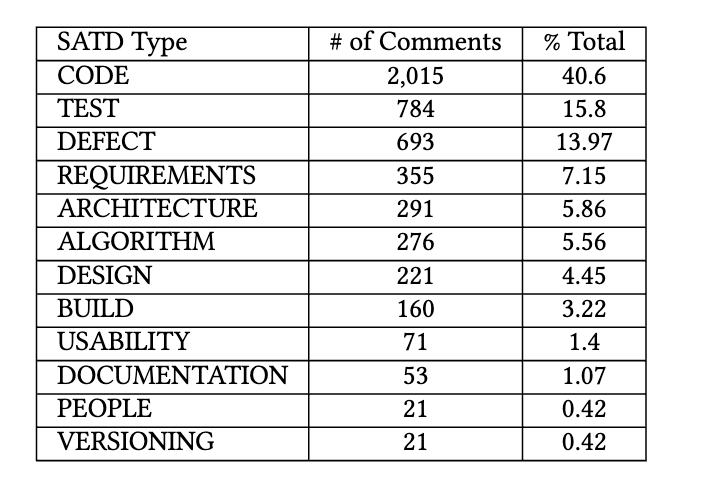 SATD Type # of Comments % Total
CODE 2,015 40.6
TEST 784 15.8
DEFECT 693 13.97
REQUIREMENTS 355 7.15
ARCHITECTURE 291 5.86
ALGORITHM 276 5.56
DESIGN 221 4.45
BUILD 160 3.22
USABILITY 71 1.4
DOCUMENTATION 53 1.07
PEOPLE 21 0.42
VERSIONING 21 0.42